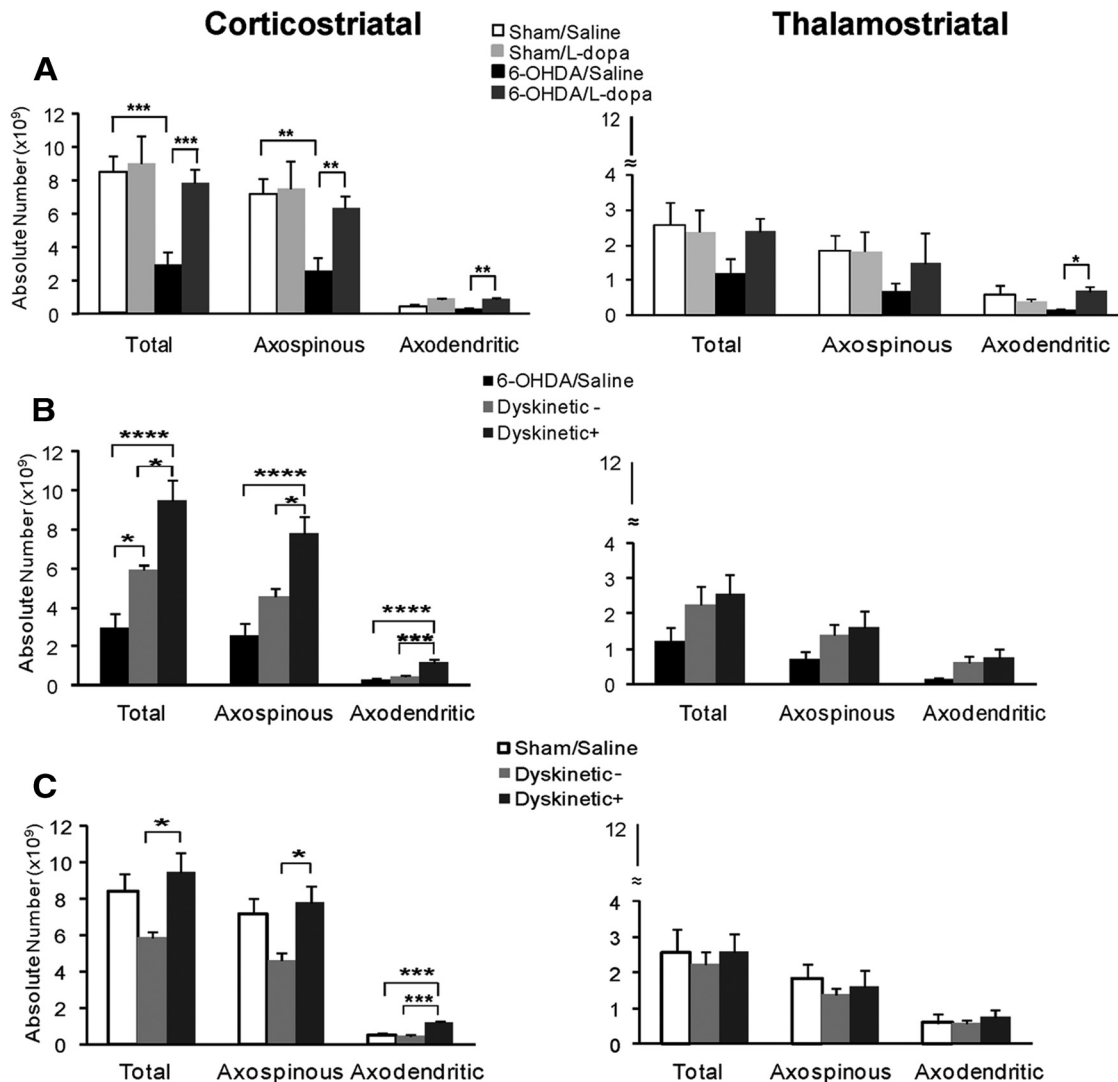 Corticostriatal
Thalamostriatal
Sham/Saline
Sham/L-dopa
6-OHDA/Saline
6-OHDA/L-dopa
A
Absolute Number (x10⁹)
12
10
8
6
4
2
0
***
***
**
**
**
Total Axospinous Axodendritic
12
≈
4
3
2
1
0
*
Total Axospinous Axodendritic
6-OHDA/Saline
Dyskinetic -
Dyskinetic+
B
Absolute Number (x10⁹)
12
10
8
6
4
2
0
****
*
*
****
*
****
***
Total Axospinous Axodendritic
12
≈
4
3
2
1
0
Total Axospinous Axodendritic
Sham/Saline
Dyskinetic-
Dyskinetic+
C
Absolute Number (x10⁹)
12
10
8
6
4
2
0
*
*
***
***
Total Axospinous Axodendritic
12
≈
4
3
2
1
0
Total Axospinous Axodendritic